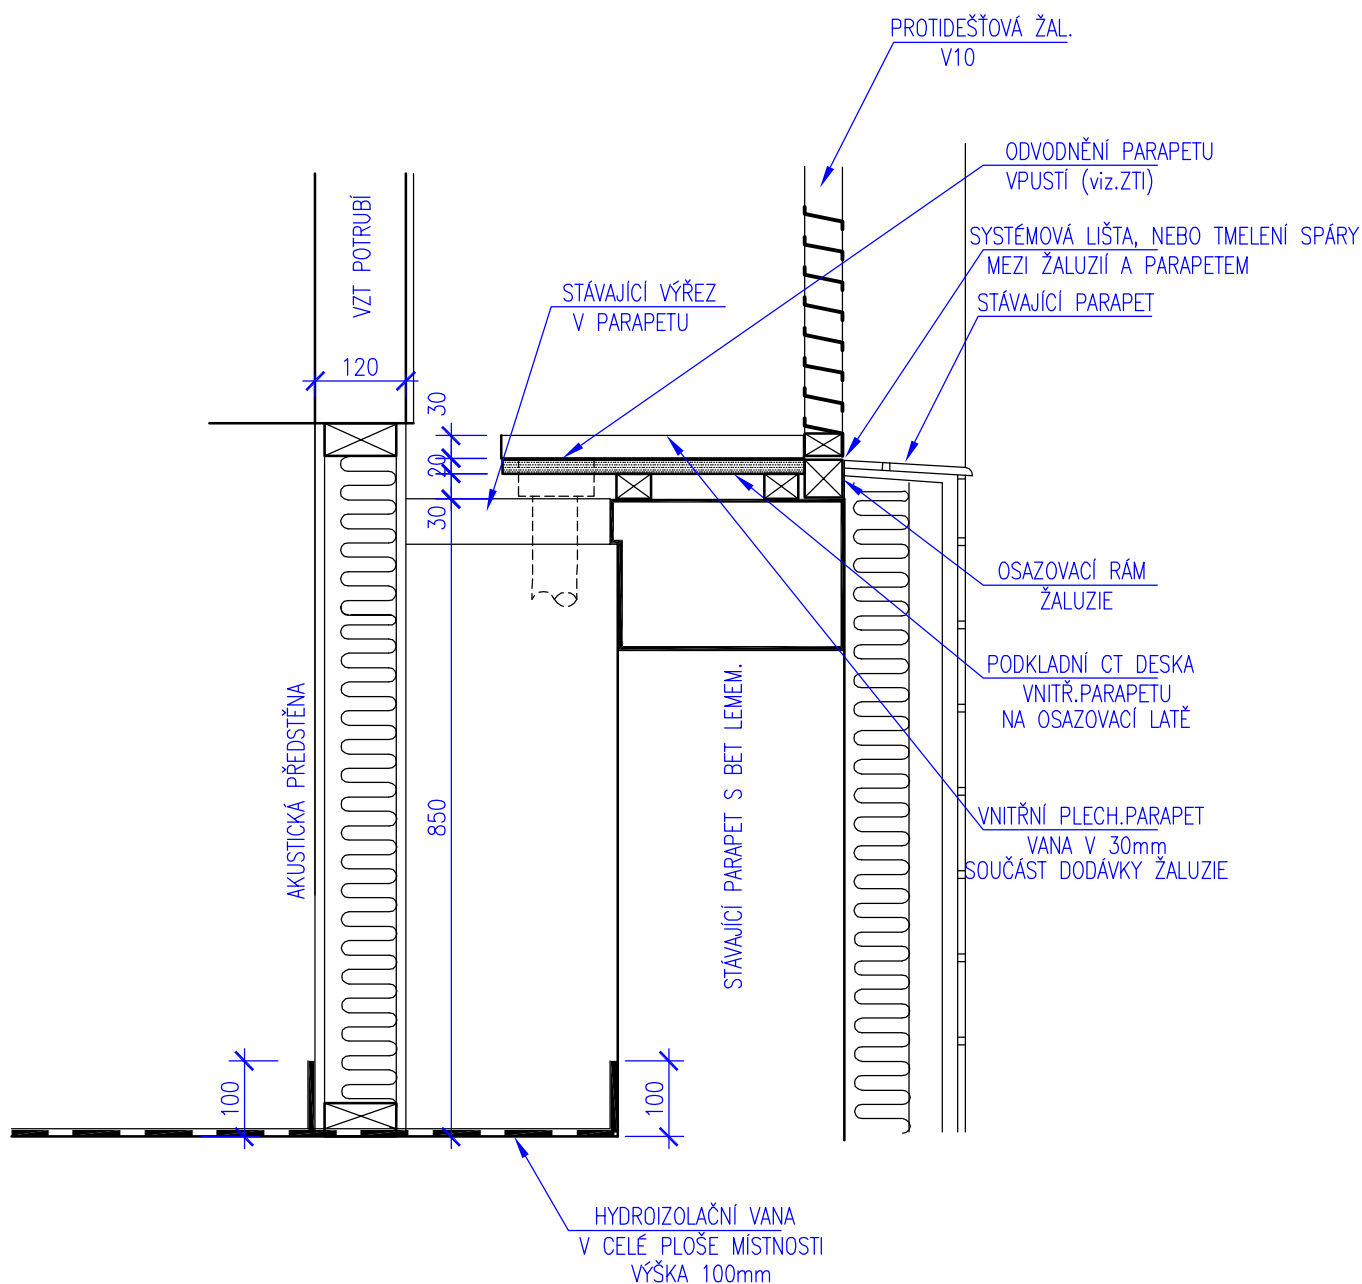 PROTIDEŠŤOVÁ ŽAL.
V10
ODVODNĚNÍ PARAPETU
VPUSTÍ (viz.ZTI)
SYSTÉMOVÁ LIŠTA, NEBO TMELENÍ SPÁRY
MEZI ŽALUZIÍ A PARAPETEM
STÁVAJÍCÍ PARAPET
VZT POTRUBÍ
STÁVAJÍCÍ VÝŘEZ
V PARAPETU
120
30
20
30
OSAZOVACÍ RÁM
ŽALUZIE
PODKLADNÍ CT DESKA
VNITŘ.PARAPETU
NA OSAZOVACÍ LATĚ
AKUSTICKÁ PŘEDSTĚNA
850
STÁVAJÍCÍ PARAPET S BET LEMEM.
VNITŘNÍ PLECH.PARAPET
VANA V 30mm
SOUČÁST DODÁVKY ŽALUZIE
100
100
HYDROIZOLAČNÍ VANA
V CELÉ PLOŠE MÍSTNOSTI
VÝŠKA 100mm